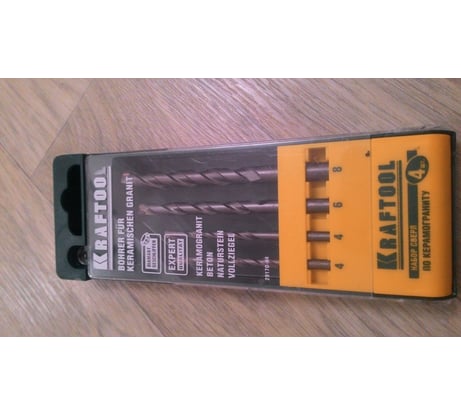 KRAFTOOL
BOHRER FÜR
KERAMISCHEN GRANIT
EXPERT
KERAMOGRANIT
BETON
NATURSTEIN
VOLLZIEGEL
8
6
4
4
KRAFTOOL
НАБОР СВЕРЛ
ПО КЕРАМОГРАНИТУ
4